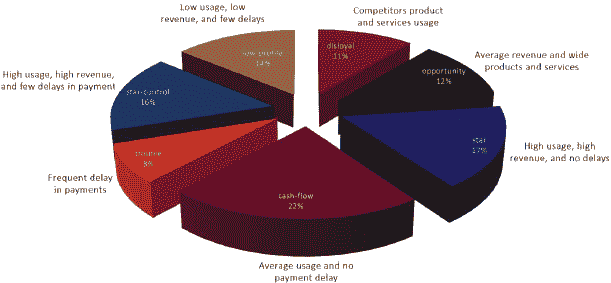 Low usage, low
revenue, and few delays
Competitors product
and services usage
low-profile
14%
disloyal
11%
Average revenue and wide
products and services
opportunity
12%
High usage, high revenue,
and few delays in payment
star-control
16%
star
17%
High usage, high
revenue, and no delays
8%
Frequent delay
in payments
cash-flow
22%
Average usage and no
payment delay